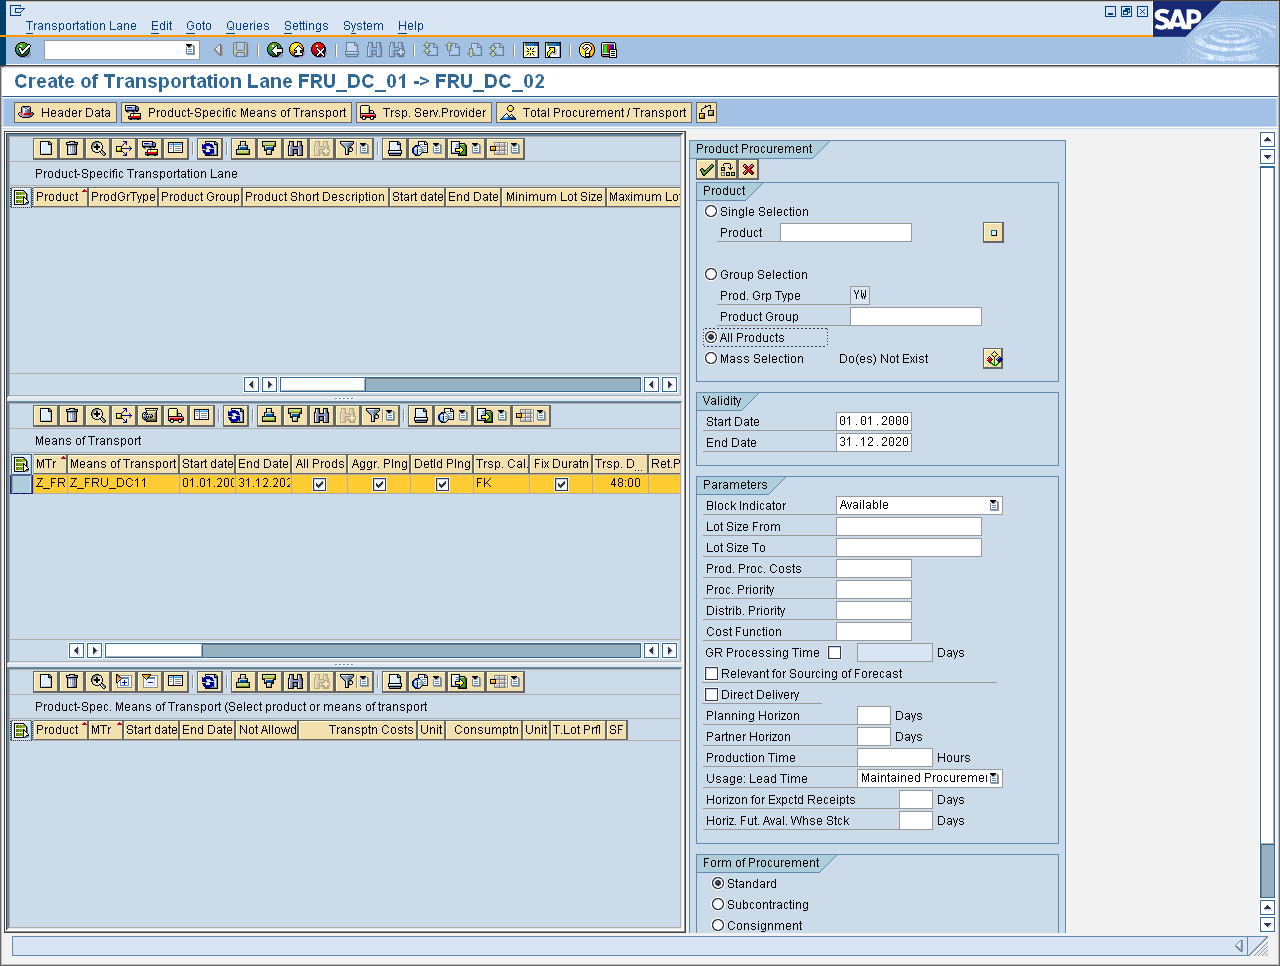 Transportation Lane Edit Goto Queries Settings System Help
SAP
Create of Transportation Lane FRU_DC_01 -> FRU_DC_02
Header Data Product-Specific Means of Transport Trsp. Serv.Provider Total Procurement / Transport
Product-Specific Transportation Lane
Product ProdGrType Product Group Product Short Description Start date End Date Minimum Lot Size Maximum Lo
Means of Transport
MTr Means of Transport Start date End Date All Prods Aggr. Plng Detld Plng Trsp. Cal. Fix Duratn Trsp. D... Ret.P
Z_FR Z_FRU_DC11 01.01.200 31.12.202 FK 48:00
Product-Spec. Means of Transport (Select product or means of transport
Product MTr Start date End Date Not Allowd Transptn Costs Unit Consumptn Unit T.Lot Prfl SF
Product Procurement
Product
Single Selection
Product
Group Selection
Prod. Grp Type YW
Product Group
All Products
Mass Selection Do(es) Not Exist
Validity
Start Date 01.01.2000
End Date 31.12.2020
Parameters
Block Indicator Available
Lot Size From
Lot Size To
Prod. Proc. Costs
Proc. Priority
Distrib. Priority
Cost Function
GR Processing Time Days
Relevant for Sourcing of Forecast
Direct Delivery
Planning Horizon Days
Partner Horizon Days
Production Time Hours
Usage: Lead Time Maintained Procuremer
Horizon for Expctd Receipts Days
Horiz. Fut. Aval. Whse Stck Days
Form of Procurement
Standard
Subcontracting
Consignment